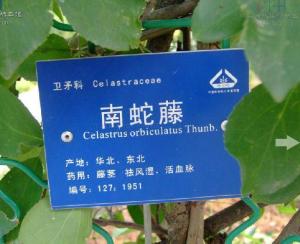 卫矛科 Celastraceae
南蛇藤
Celastrus orbiculatus Thunb.
产地：华北、东北
药用：藤茎 祛风湿，活血脉
编号：127：1951